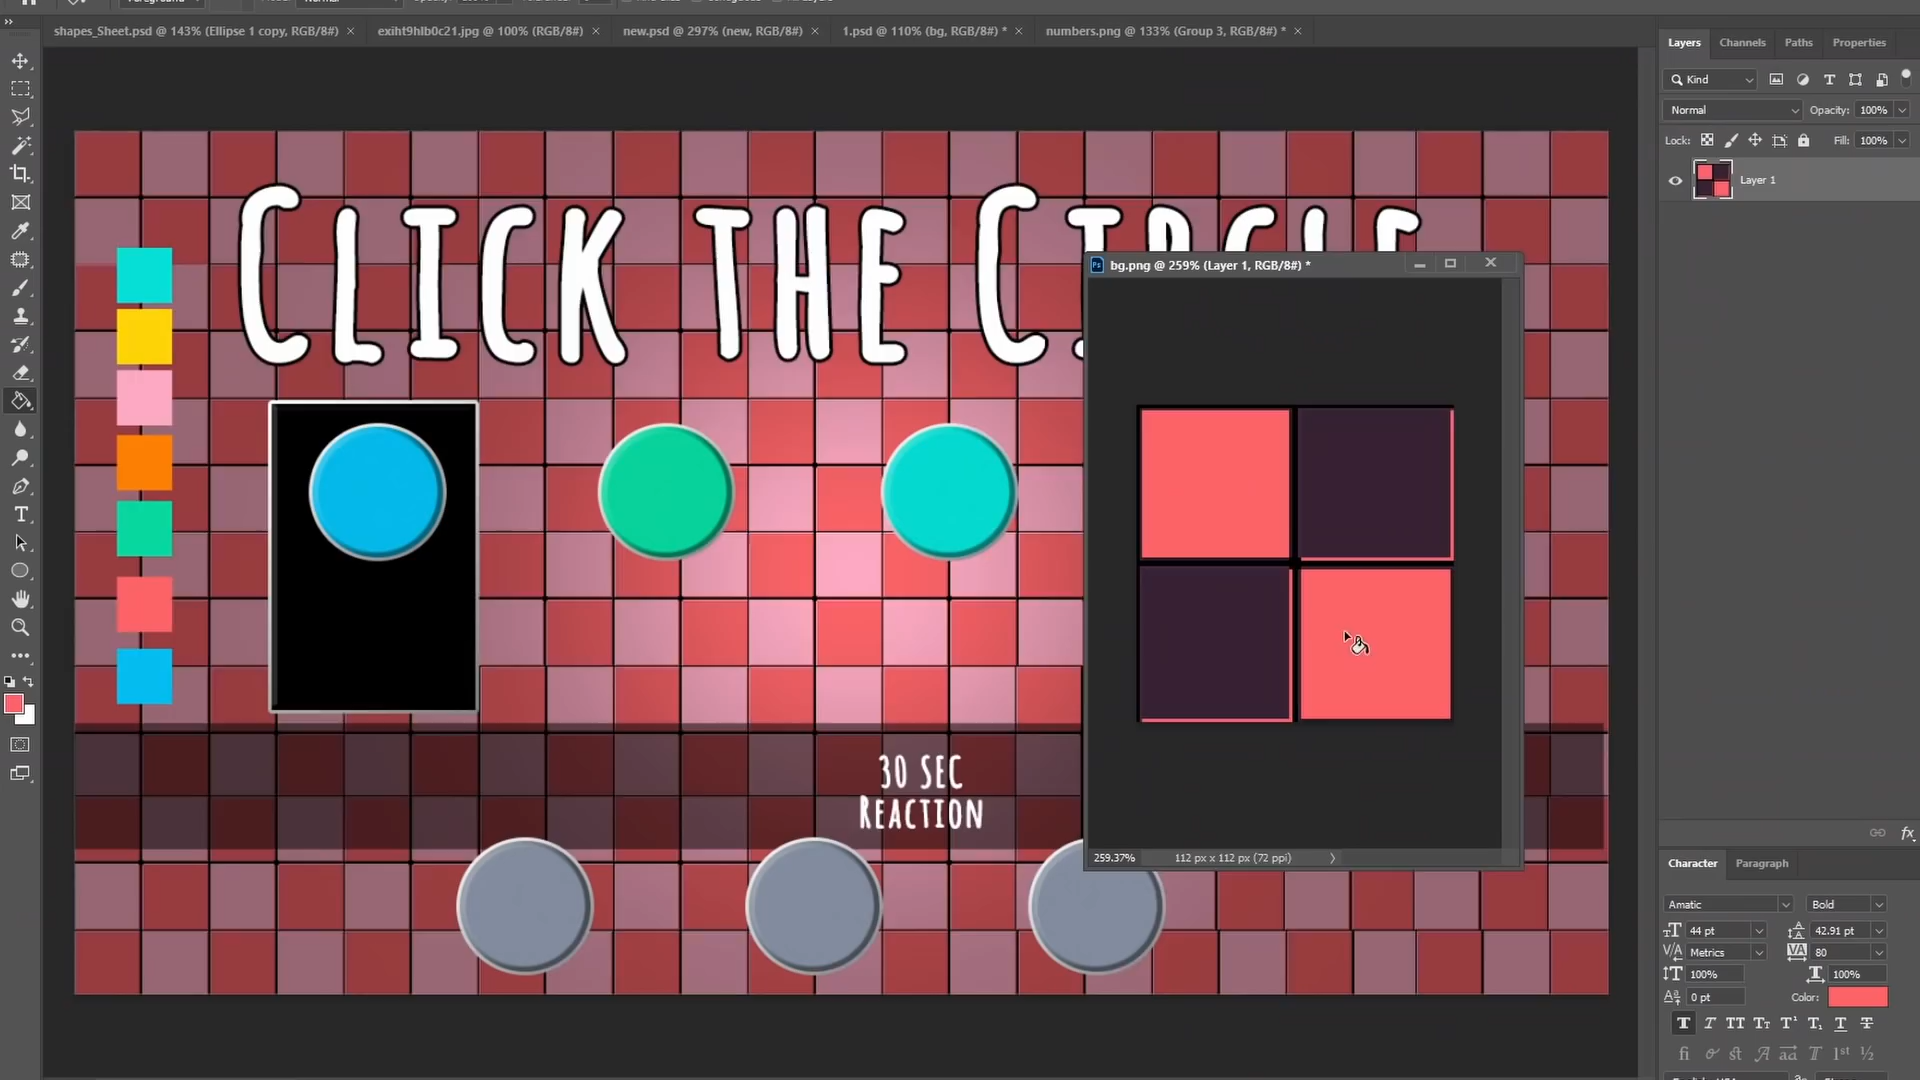 shapes_Sheet.psd @ 143% (Ellipse 1 copy, RGB/8#)
exiht9hlb0c21.jpg @ 100% (RGB/8#)
new.psd @ 297% (new, RGB/8#)
1.psd @ 110% (bg, RGB/8#) *
numbers.png @ 133% (Group 3, RGB/8#) *
Layers Channels Paths Properties
Kind
Normal Opacity: 100%
Lock: Fill: 100%
Layer 1
CLICK THE
bg.png @ 259% (Layer 1, RGB/8#) *
30 SEC
REACTION
259.37% 112 px x 112 px (72 ppi)
fx
Character Paragraph
Amatic Bold
44 pt 42.91 pt
Metrics 80
100% 100%
0 pt Color: